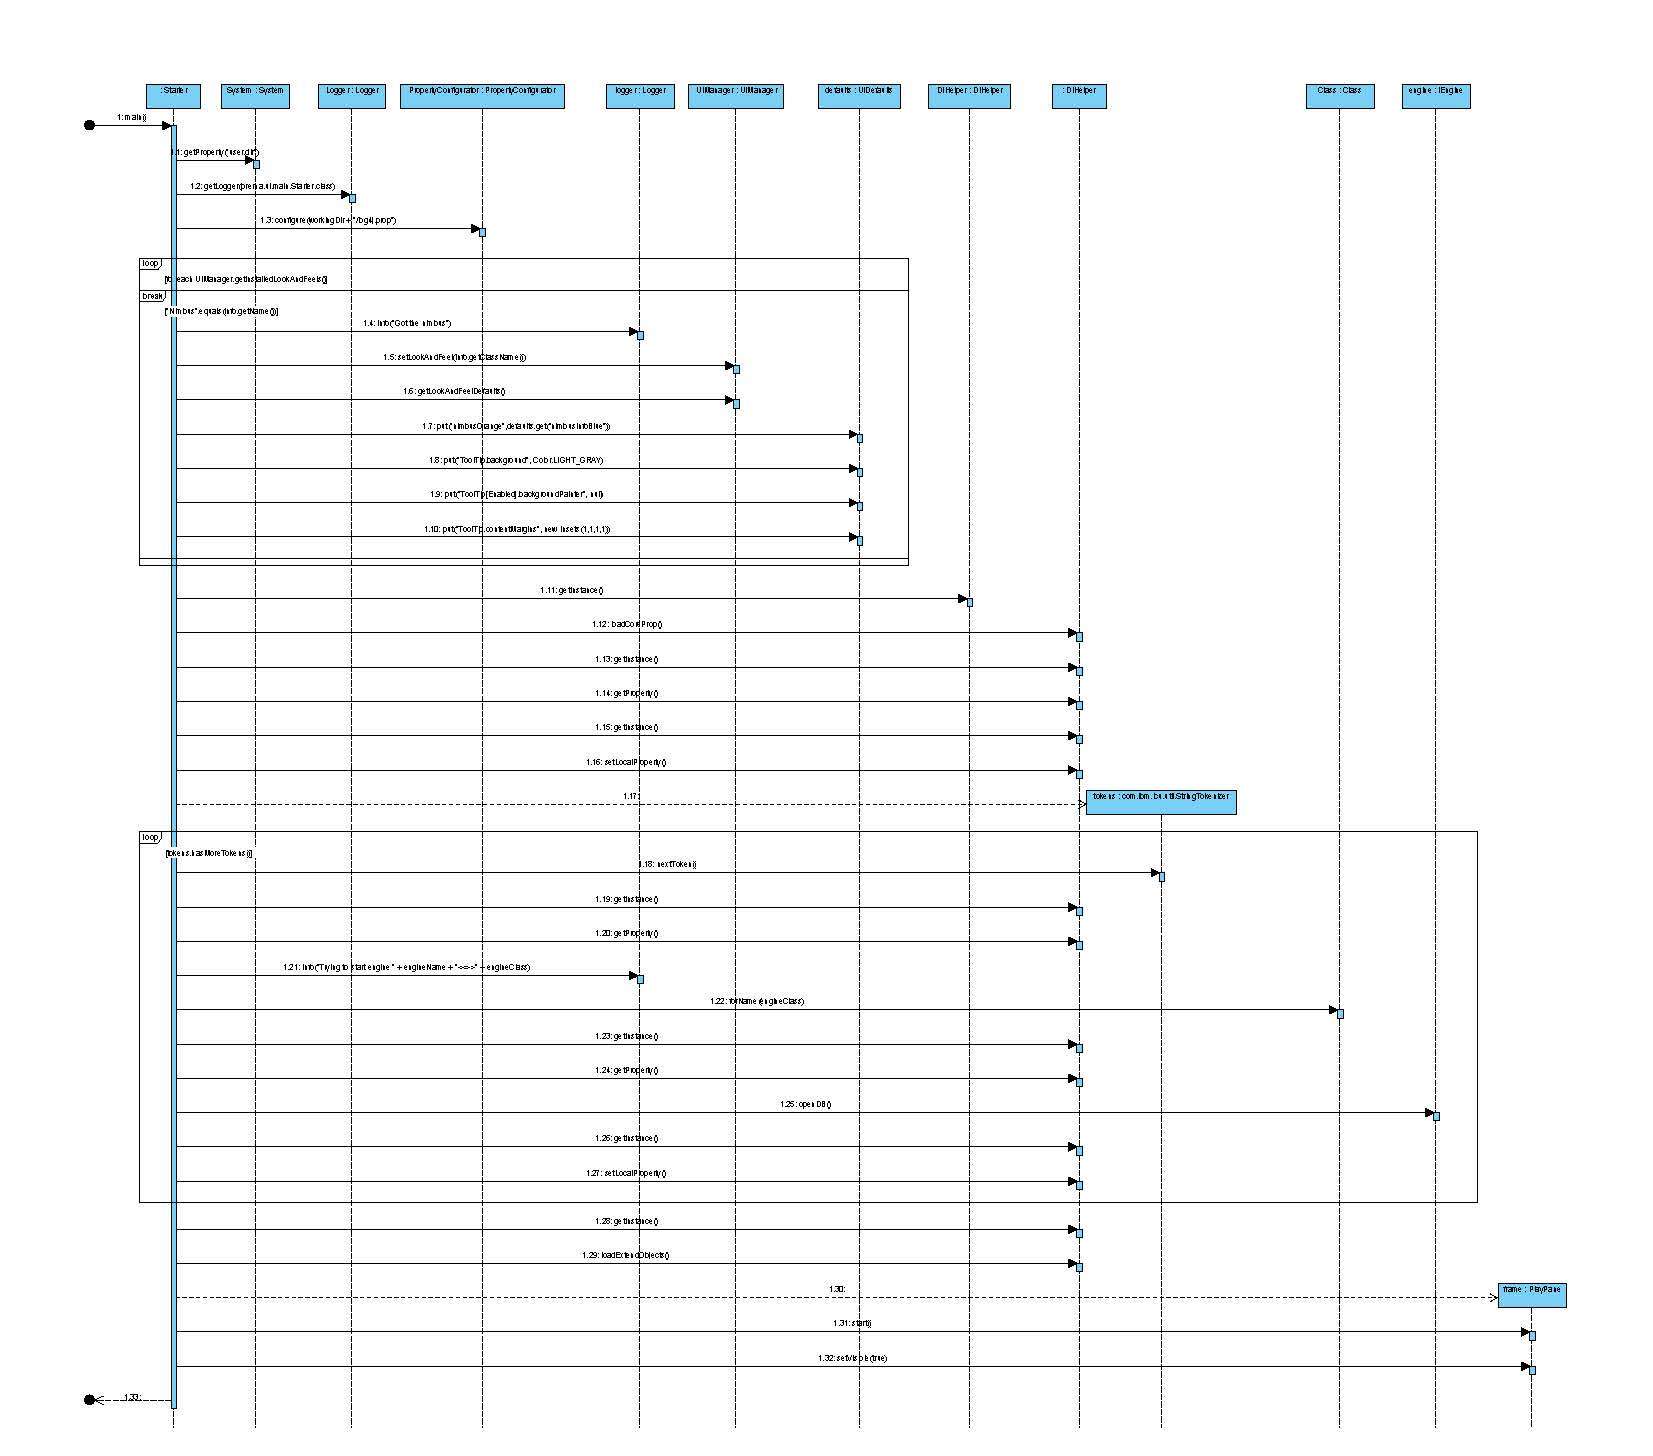 : Starter
System : System
Logger : Logger
PropertyConfigurator : PropertyConfigurator
logger : Logger
UIManager : UIManager
defaults : UIDefaults
DIHelper : DIHelper
: DIHelper
Class : Class
engine : IEngine
1: main()
1.1: getProperty("user.dir")
1.2: getLogger(prerna.ui.main.Starter.class)
1.3: configure(workingDir + "/log4j.prop")
loop
[for each UIManager.getInstalledLookAndFeels()]
break
["Nimbus".equals(info.getName())]
1.4: info("Got the nimbus")
1.5: setLookAndFeel(info.getClassName())
1.6: getLookAndFeelDefaults()
1.7: put("nimbusOrange",defaults.get("nimbusInfoBlue"))
1.8: put("ToolTip.background", Color.LIGHT_GRAY)
1.9: put("ToolTip[Enabled].backgroundPainter", null)
1.10: put("ToolTip.contentMargins", new Insets(1,1,1,1))
1.11: getInstance()
1.12: loadCoreProp()
1.13: getInstance()
1.14: getProperty()
1.15: getInstance()
1.16: setLocalProperty()
1.17:
tokens : com.ibm.icu.util.StringTokenizer
loop
[tokens.hasMoreTokens()]
1.18: nextToken()
1.19: getInstance()
1.20: getProperty()
1.21: info("Trying to start engine " + engineName + "<<>>" + engineClass)
1.22: forName(engineClass)
1.23: getInstance()
1.24: getProperty()
1.25: openDB()
1.26: getInstance()
1.27: setLocalProperty()
1.28: getInstance()
1.29: loadExtendObjects()
1.30:
frame : PlayPane
1.31: start()
1.32: setVisible(true)
1.33: